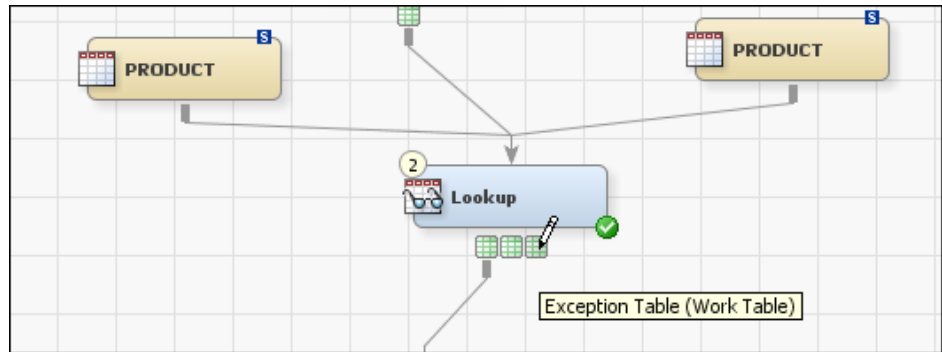 S
S
PRODUCT
PRODUCT
2
Lookup
Exception Table (Work Table)